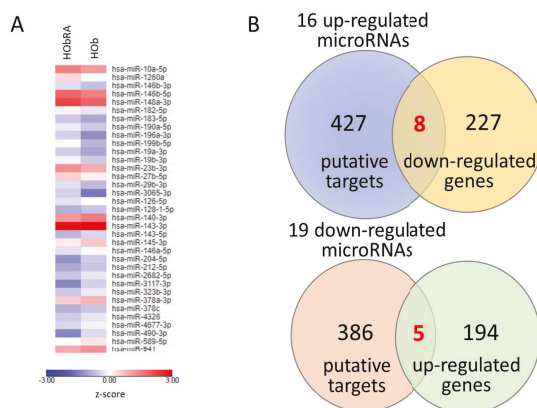 A
HObRA
HOb
hsa-miR-10a-5p
hsa-miR-1260a
hsa-miR-146b-3p
hsa-miR-146b-5p
hsa-miR-148a-3p
hsa-miR-182-5p
hsa-miR-183-5p
hsa-miR-190a-5p
hsa-miR-196a-3p
hsa-miR-199b-5p
hsa-miR-19a-3p
hsa-miR-19b-3p
hsa-miR-23b-3p
hsa-miR-27b-5p
hsa-miR-29b-3p
hsa-miR-3065-3p
hsa-miR-126-5p
hsa-miR-128-1-5p
hsa-miR-140-3p
hsa-miR-143-3p
hsa-miR-143-5p
hsa-miR-145-3p
hsa-miR-146a-5p
hsa-miR-204-5p
hsa-miR-212-5p
hsa-miR-2682-5p
hsa-miR-3117-3p
hsa-miR-323b-3p
hsa-miR-378a-3p
hsa-miR-378c
hsa-miR-4326
hsa-miR-4677-3p
hsa-miR-490-3p
hsa-miR-589-5p
hsa-miR-941
-3.00 0.00 3.00
z-score
B
16 up-regulated
microRNAs
427 8 227
putative down-regulated
targets genes
19 down-regulated
microRNAs
386 5 194
putative up-regulated
targets genes